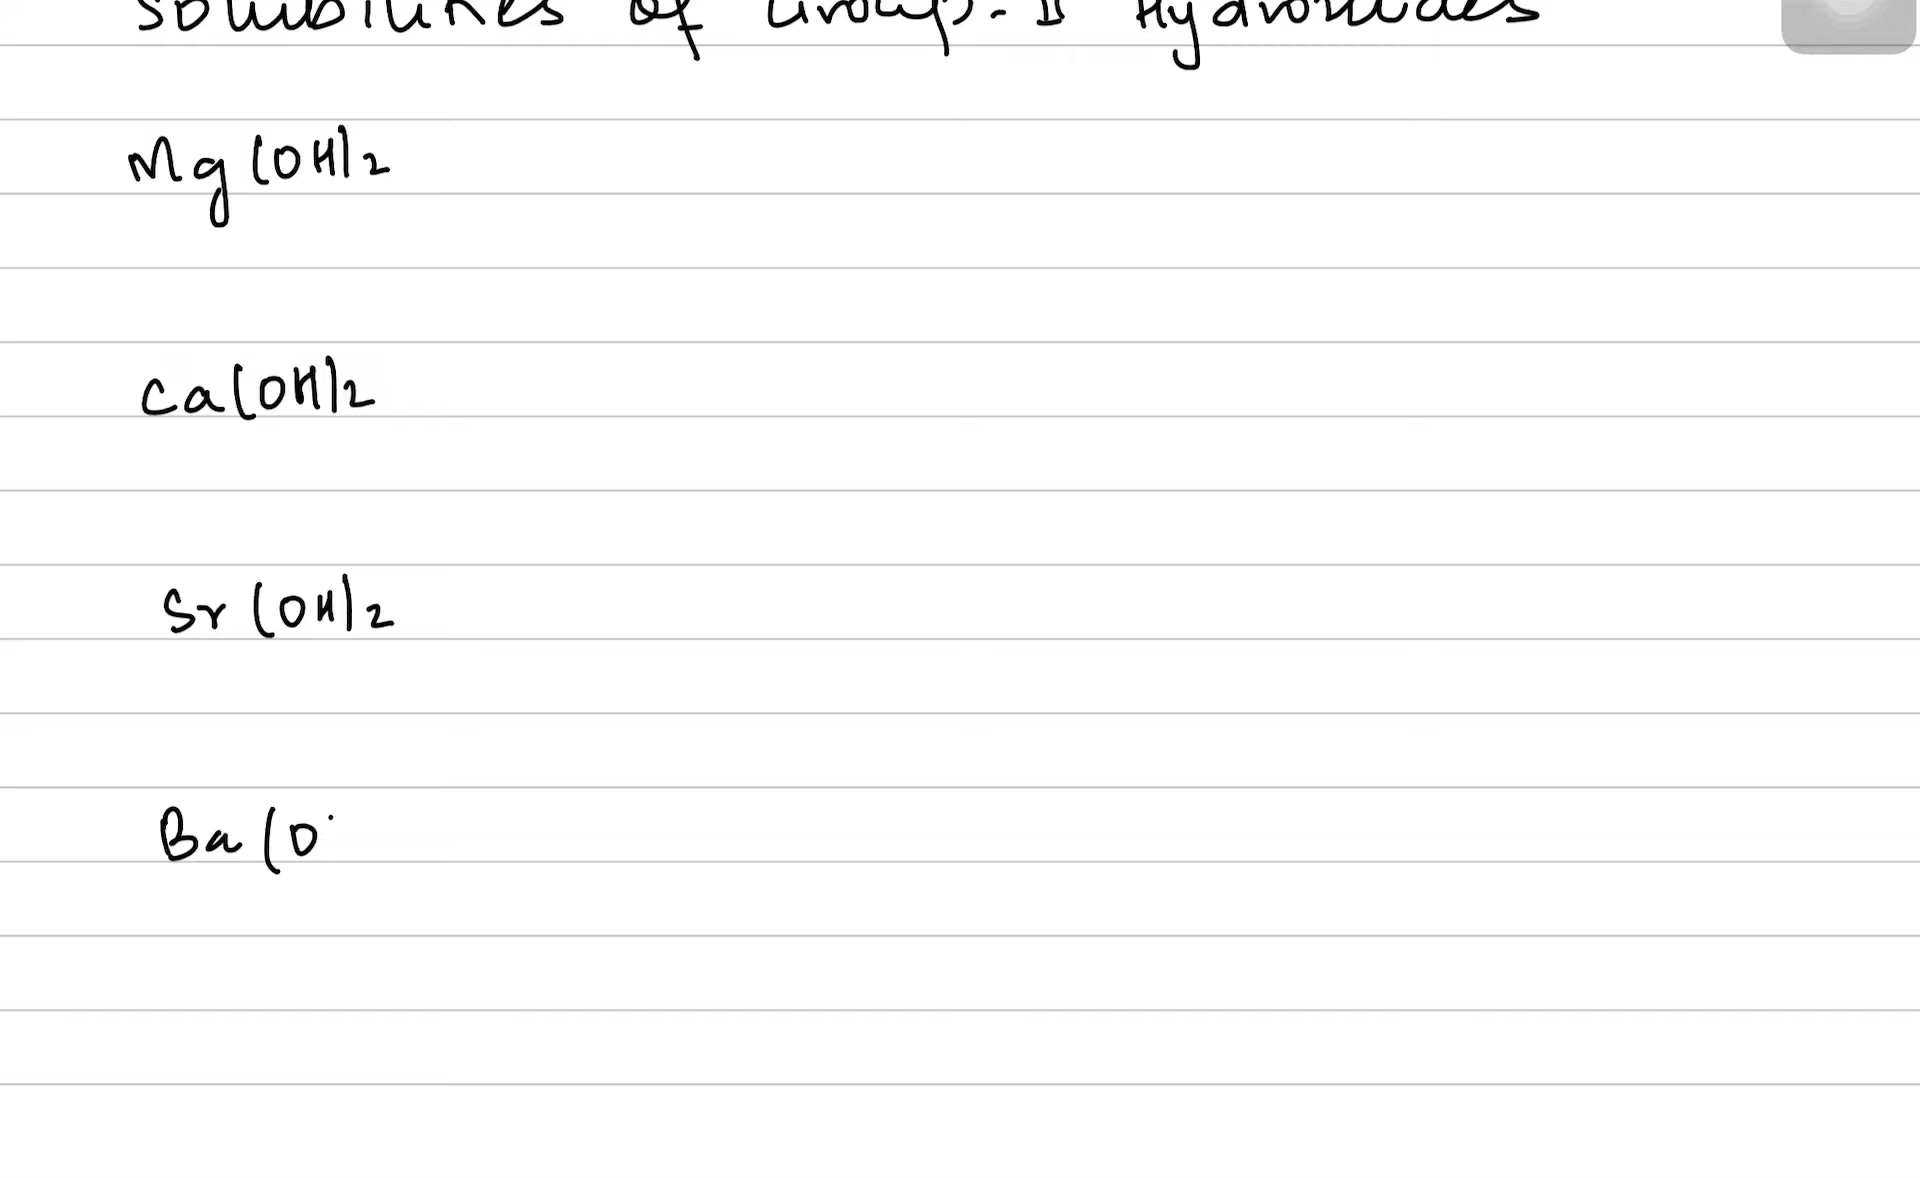 Solubilities of Group-II Hydroxides
Mg(OH)2
Ca(OH)2
Sr(OH)2
Ba(O